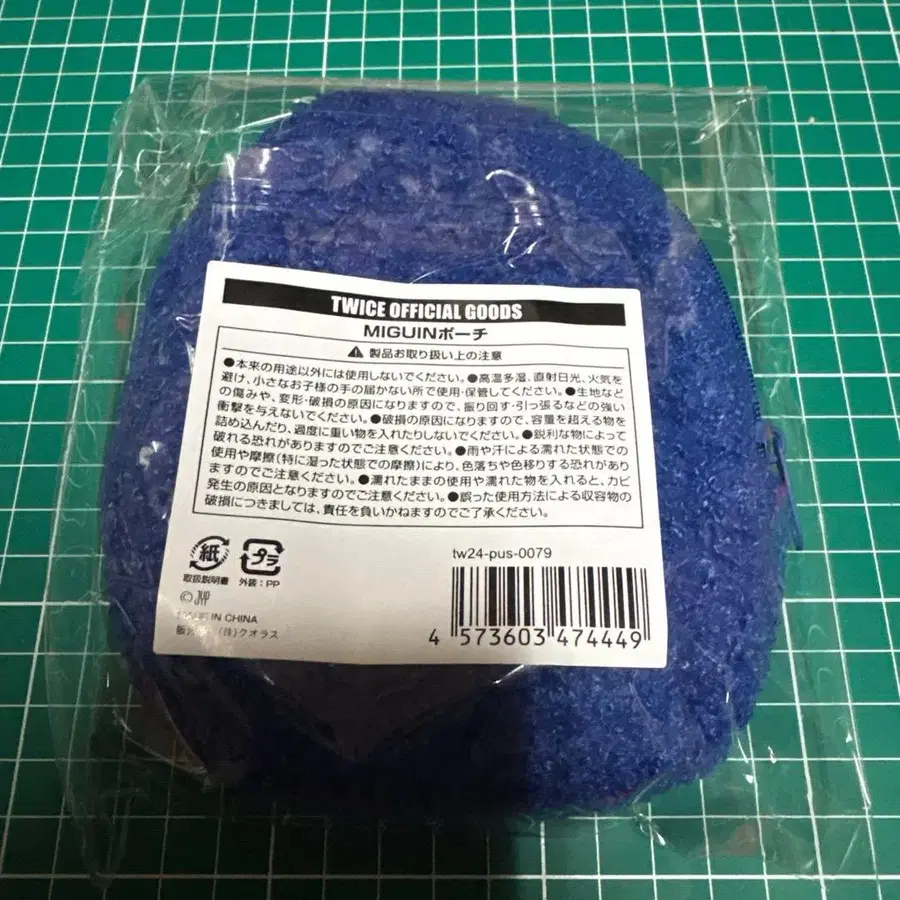 TWICE OFFICIAL GOODS
MIGUINポーチ
⚠ 製品お取り扱い上の注意
●本来の用途以外には使用しないでください。●高温多湿、直射日光、火気を
避け、小さなお子様の手の届かない所で使用・保管してください。●生地など
の傷みや、変形・破損の原因になりますので、振り回す・引っ張るなどの強い
衝撃を与えないでください。●破損の原因になりますので、容量を超える物を
詰め込んだり、過度に重い物を入れたりしないでください。●鋭利な物によって
破れる恐れがありますのでご注意ください。●雨や汗による濡れた状態での
使用や摩擦(特に湿った状態での摩擦)により、色落ちや色移りする恐れがあり
ますのでご注意ください。●濡れたままの使用や濡れた物を入れると、カビ
発生の原因となりますのでご注意ください。●誤った使用方法による収容物の
破損につきましては、責任を負いかねますのでご了承ください。
紙
取扱説明書
プラ
外装：PP
tw24-pus-0079
© JYP
IN CHINA
(株)クオラス
4 573603 474449